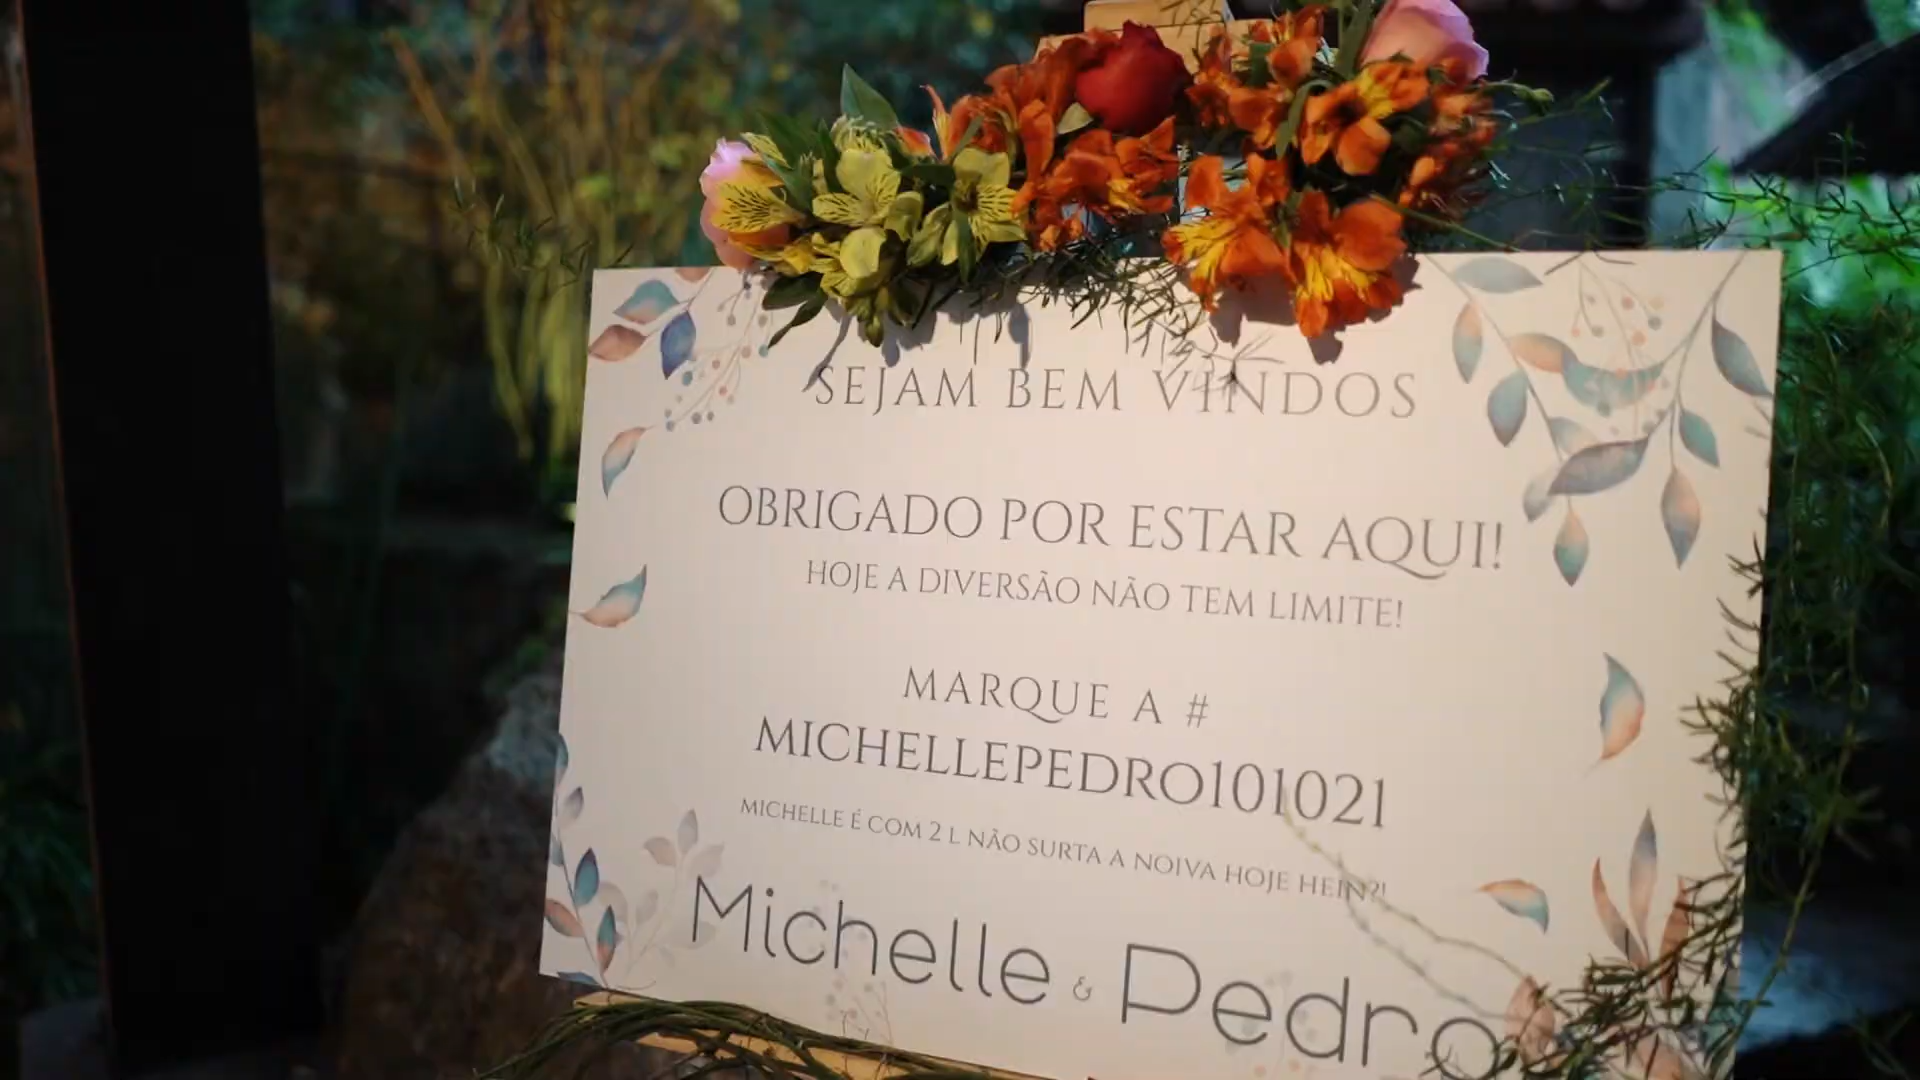 SEJAM BEM VINDOS
OBRIGADO POR ESTAR AQUI!
HOJE A DIVERSÃO NÃO TEM LIMITE!
MARQUE A #
MICHELLEPEDRO101021
MICHELLE É COM 2 L NÃO SURTA A NOIVA HOJE HEIN?!
Michelle & Pedro